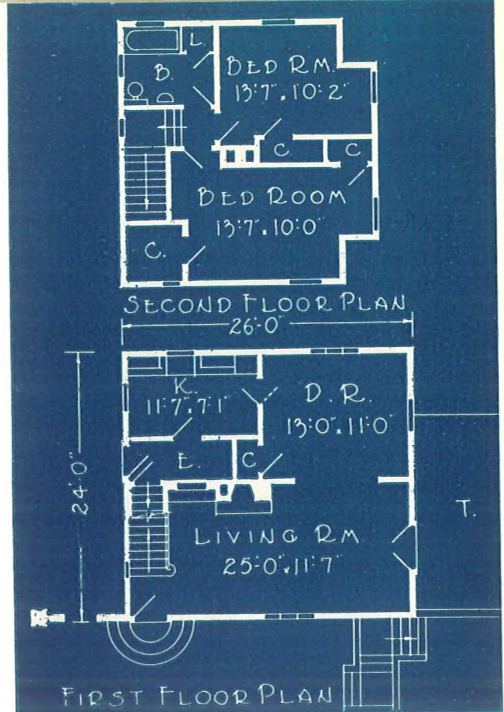 L.
B.
BED RM.
13'-7" x 10'-2"
C.
C.
BED ROOM
13'-7" x 10'-0"
C.
SECOND FLOOR PLAN
26'-0"
K.
11'-7" x 7'-1"
D. R.
13'-0" x 11'-0"
E.
C.
24'-0"
T.
LIVING RM
25'-0" x 11'-7"
FIRST FLOOR PLAN